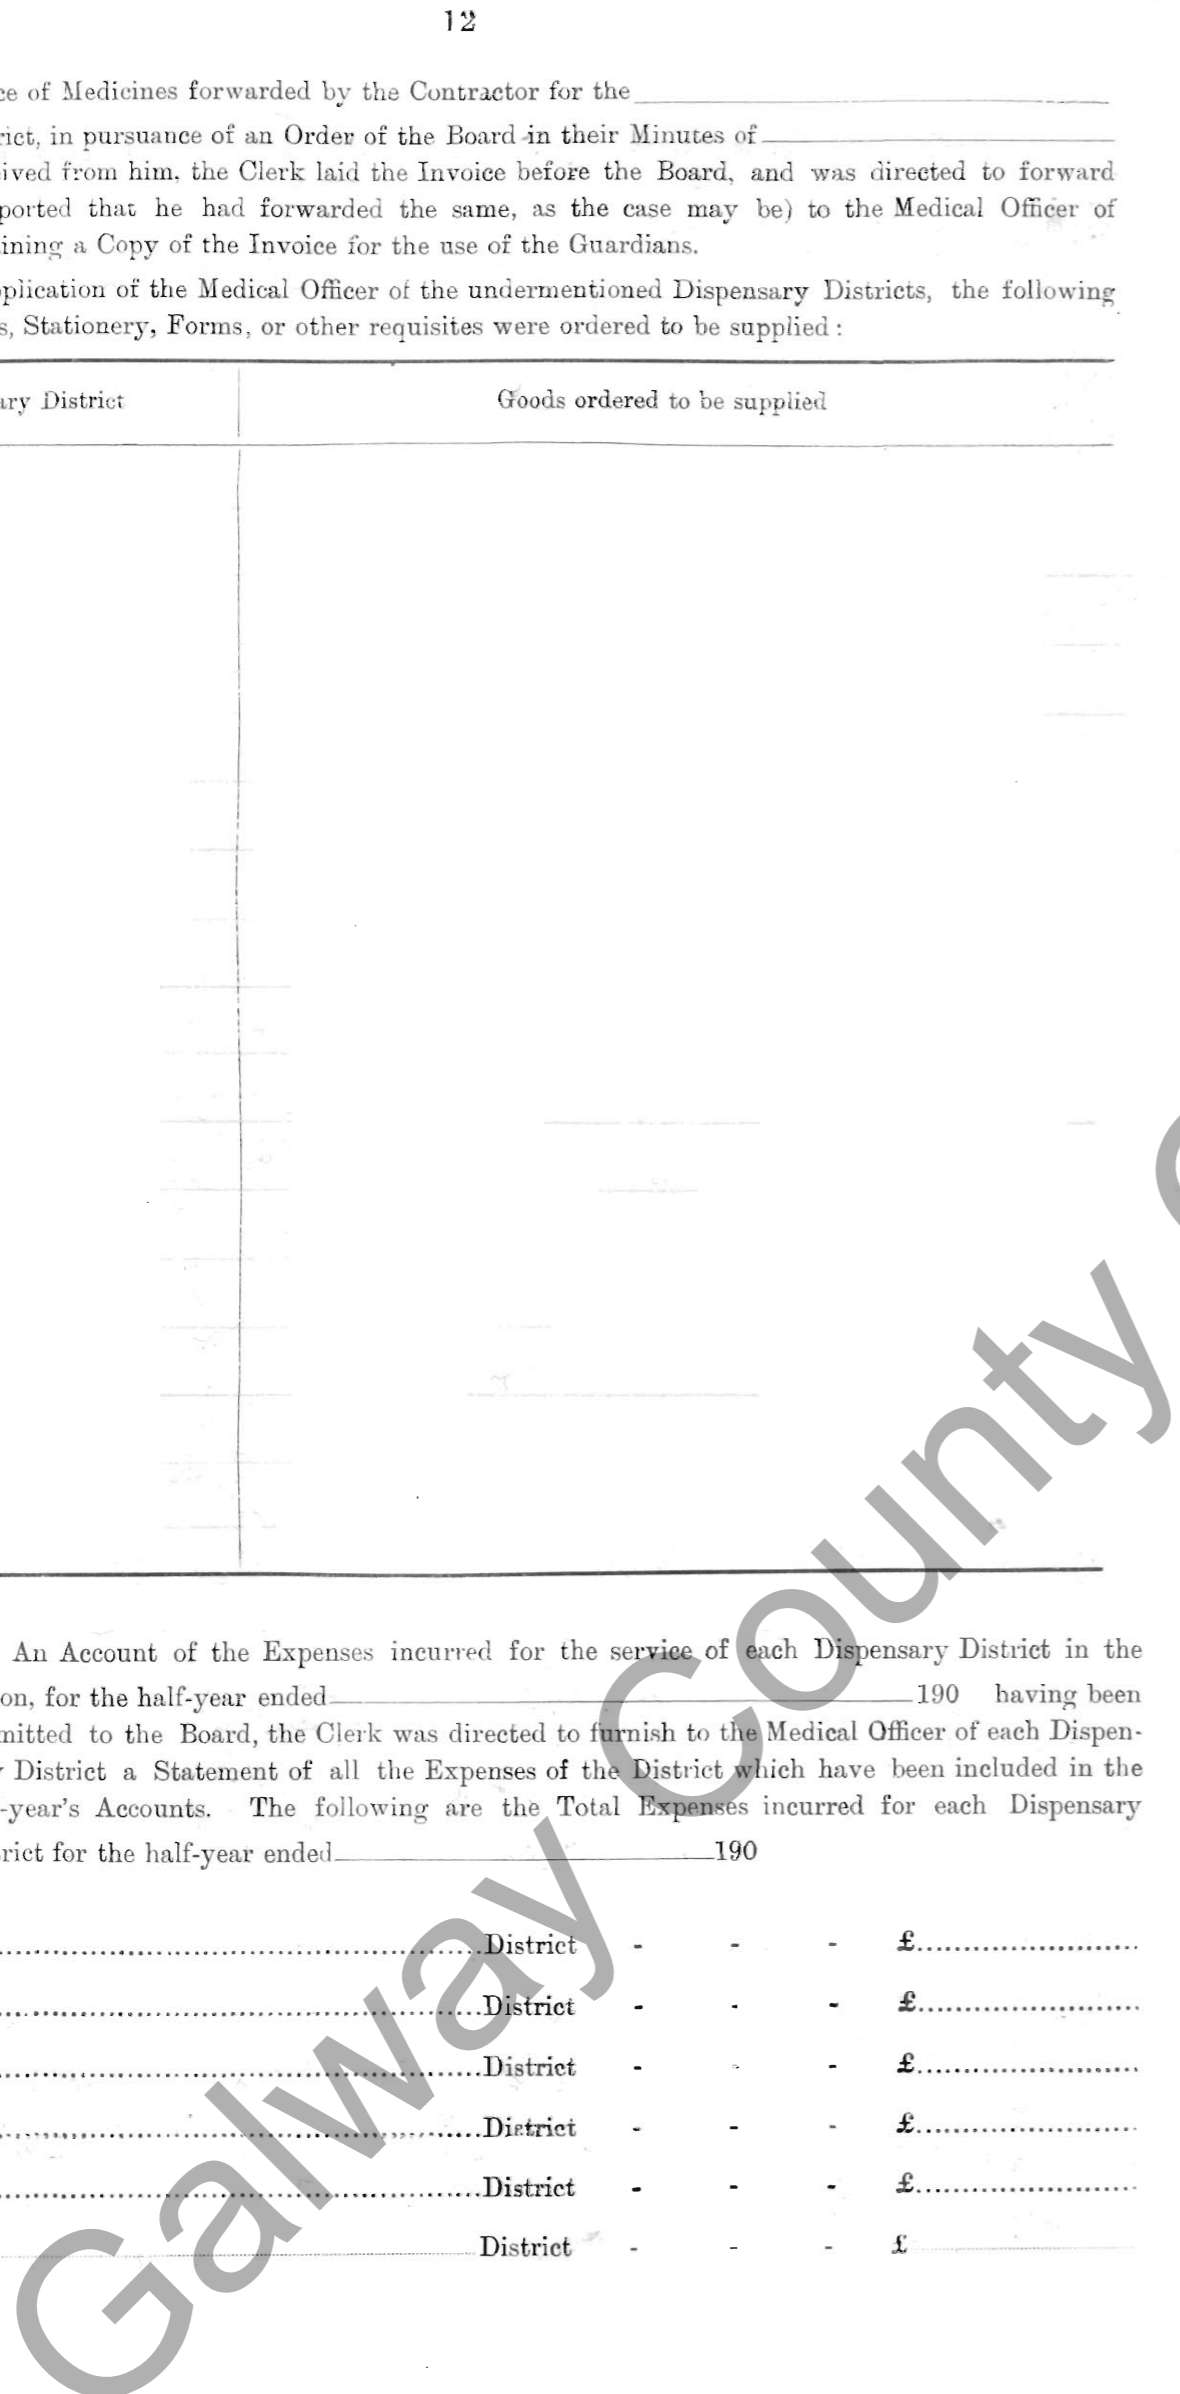 12
ce of Medicines forwarded by the Contractor for the
rict, in pursuance of an Order of the Board in their Minutes of
ived from him, the Clerk laid the Invoice before the Board, and was directed to forward
ported that he had forwarded the same, as the case may be) to the Medical Officer of
ining a Copy of the Invoice for the use of the Guardians.
plication of the Medical Officer of the undermentioned Dispensary Districts, the following
s, Stationery, Forms, or other requisites were ordered to be supplied :
ary District Goods ordered to be supplied
An Account of the Expenses incurred for the service of each Dispensary District in the
on, for the half-year ended 190 having been
mitted to the Board, the Clerk was directed to furnish to the Medical Officer of each Dispen-
District a Statement of all the Expenses of the District which have been included in the
-year's Accounts. The following are the Total Expenses incurred for each Dispensary
rict for the half-year ended 190
District - - - £
District - - - £
District - - - £
District - - - £
District - - - £
District - - - £
Galway County